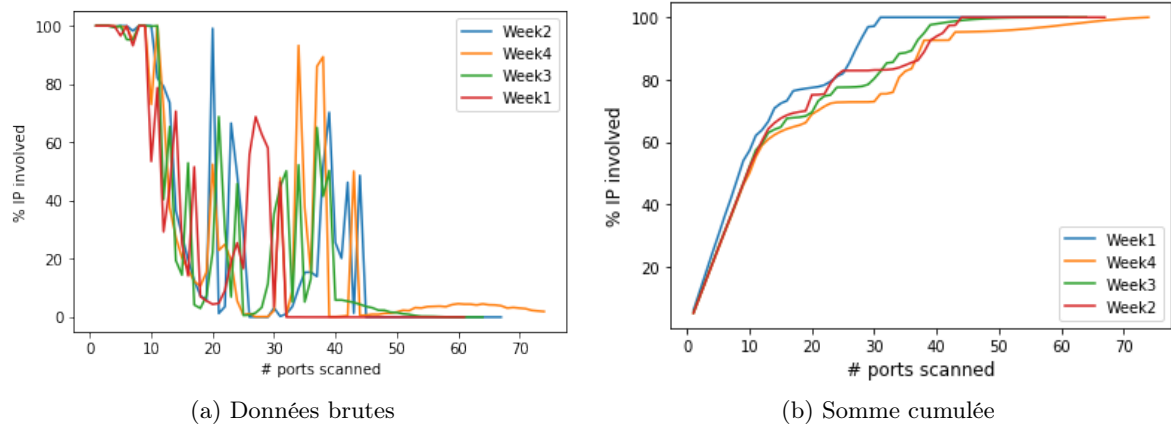 100
80
60
40
20
0
% IP involved
0
10
20
30
40
50
60
70
# ports scanned
Week2
Week4
Week3
Week1
(a) Données brutes
100
80
60
40
20
% IP involved
0
10
20
30
40
50
60
70
# ports scanned
Week1
Week4
Week3
Week2
(b) Somme cumulée